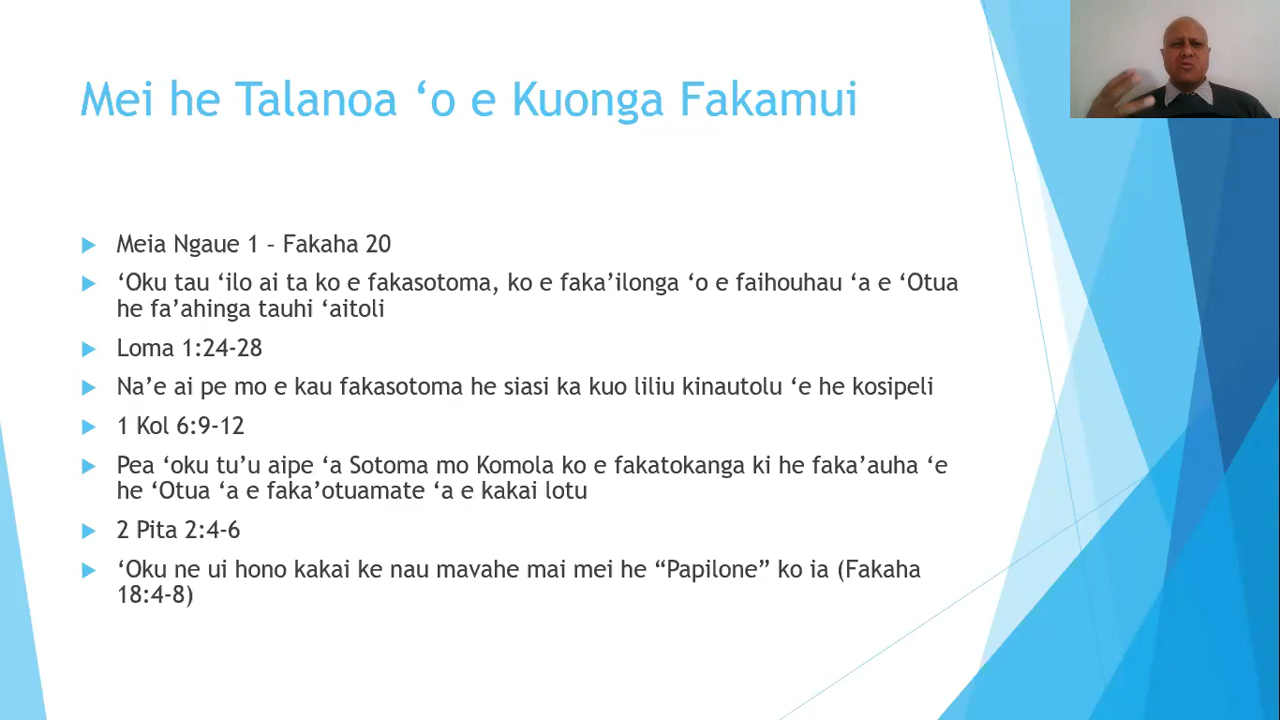 Mei he Talanoa ‘o e Kuonga Fakamui
Meia Ngaue 1 – Fakaha 20
‘Oku tau ‘ilo ai ta ko e fakasotoma, ko e faka’ilonga ‘o e faihouhau ‘a e ‘Otua
he fa’ahinga tauhi ‘aitoli
Loma 1:24-28
Na’e ai pe mo e kau fakasotoma he siasi ka kuo liliu kinautolu ‘e he kosipeli
1 Kol 6:9-12
Pea ‘oku tu’u aipe ‘a Sotoma mo Komola ko e fakatokanga ki he faka’auha ‘e
he ‘Otua ‘a e faka’otuamate ‘a e kakai lotu
2 Pita 2:4-6
‘Oku ne ui hono kakai ke nau mavahe mai mei he “Papilone” ko ia (Fakaha
18:4-8)